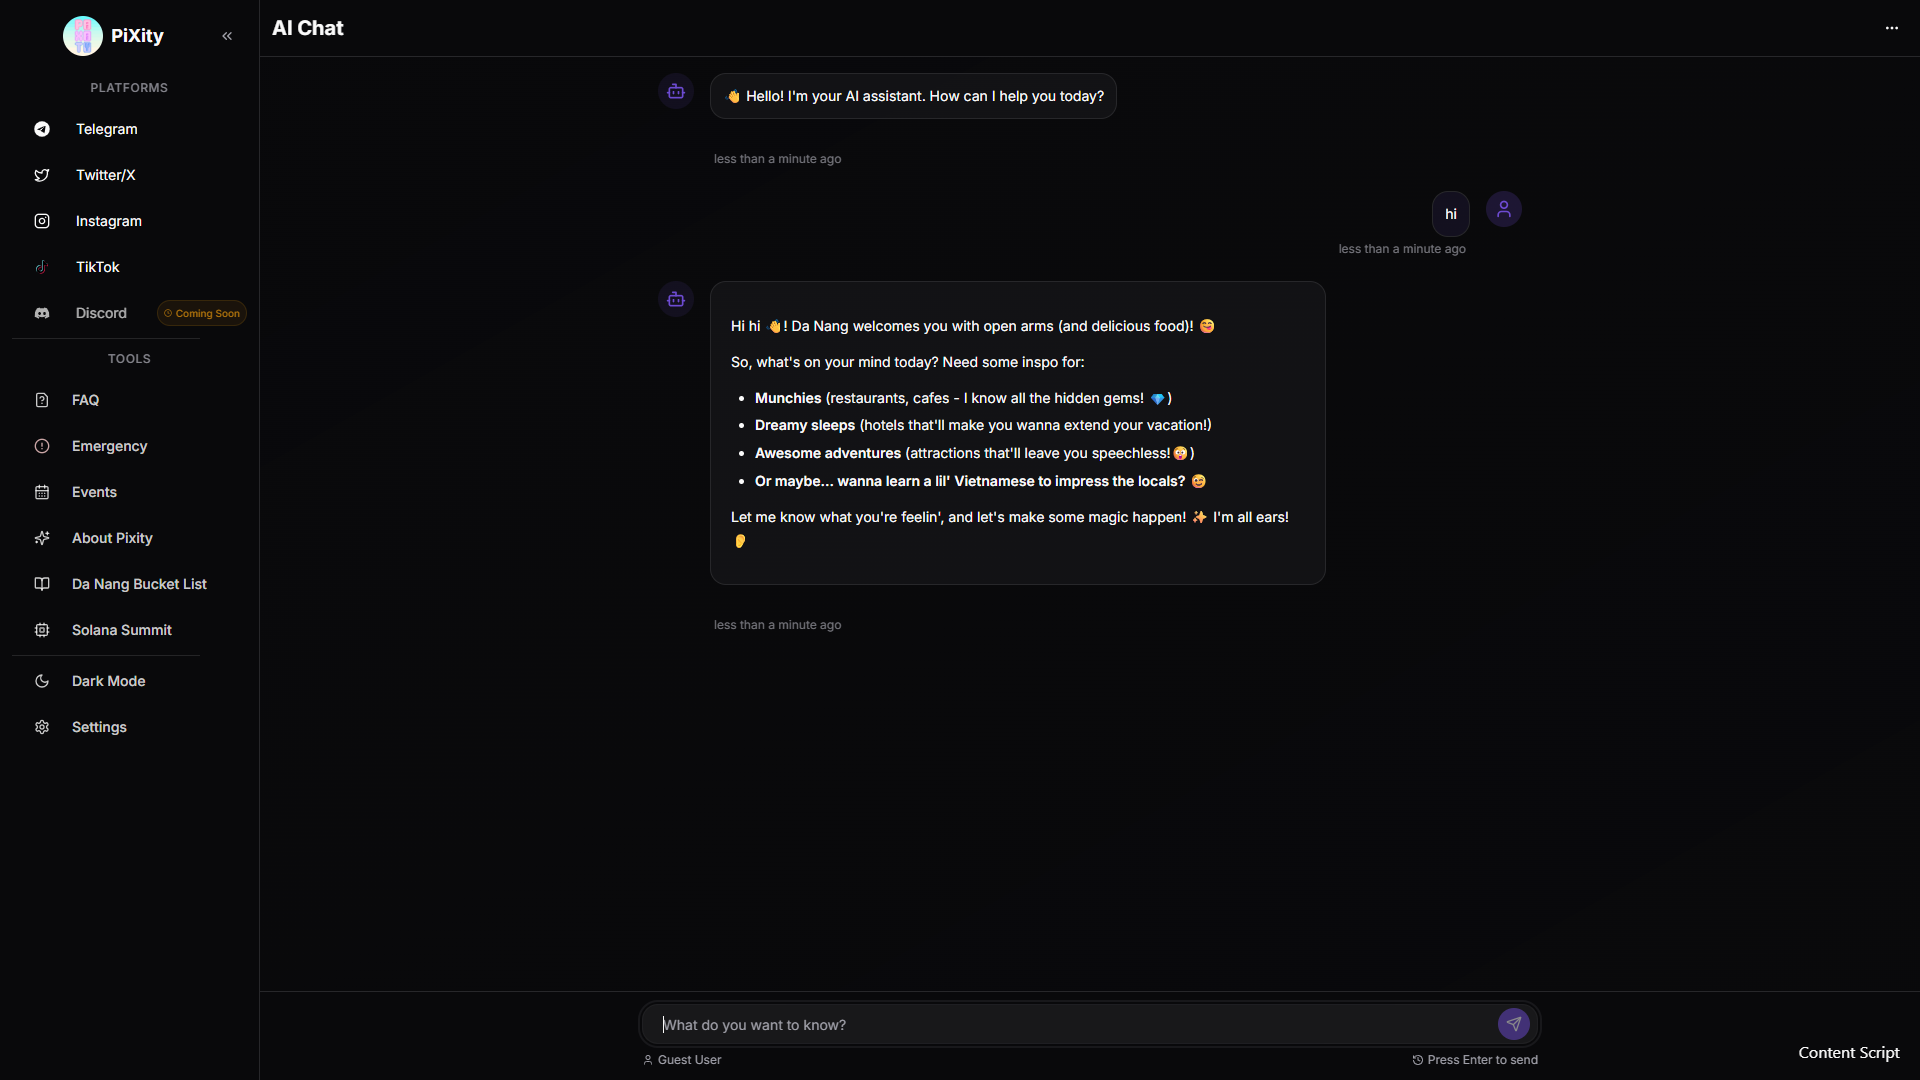 PiXity
PLATFORMS
Telegram
Twitter/X
Instagram
TikTok
Discord
Coming Soon
TOOLS
FAQ
Emergency
Events
About Pixity
Da Nang Bucket List
Solana Summit
Dark Mode
Settings
AI Chat
👋 Hello! I'm your AI assistant. How can I help you today?
less than a minute ago
hi
less than a minute ago
Hi hi 👋! Da Nang welcomes you with open arms (and delicious food)! 😋
So, what's on your mind today? Need some inspo for:
• Munchies (restaurants, cafes - I know all the hidden gems! 💎)
• Dreamy sleeps (hotels that'll make you wanna extend your vacation!)
• Awesome adventures (attractions that'll leave you speechless!🤪)
• Or maybe... wanna learn a lil' Vietnamese to impress the locals? 😉
Let me know what you're feelin', and let's make some magic happen! ✨ I'm all ears!
👂
less than a minute ago
What do you want to know?
Guest User
Press Enter to send
Content Script